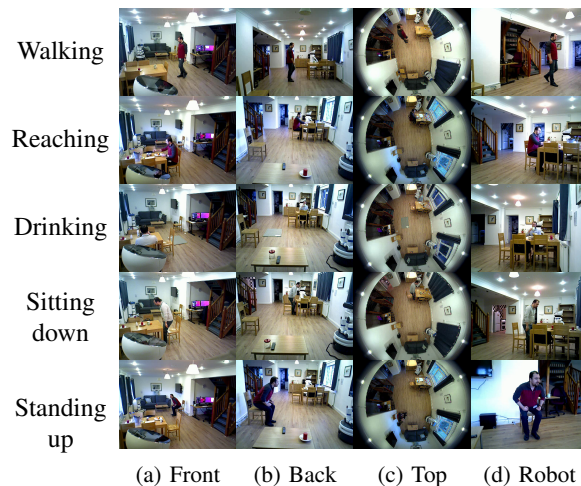 Walking
Reaching
Drinking
Sitting
down
Standing
up
(a) Front (b) Back (c) Top (d) Robot